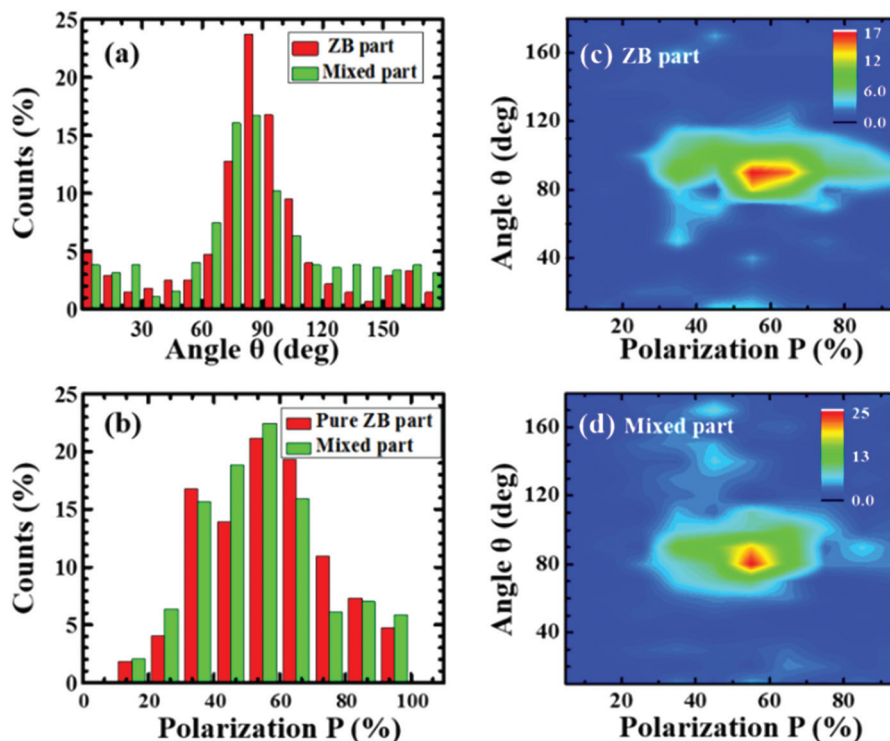 (a)
ZB part
Mixed part
Counts (%)
25
20
15
10
5
0
30 60 90 120 150
Angle θ (deg)
(c) ZB part
17
12
6.0
0.0
Angle θ (deg)
160
120
80
40
20 40 60 80
Polarization P (%)
(b)
Pure ZB part
Mixed part
Counts (%)
25
20
15
10
5
0
0 20 40 60 80 100
Polarization P (%)
(d) Mixed part
25
13
0.0
Angle θ (deg)
160
120
80
40
20 40 60 80
Polarization P (%)